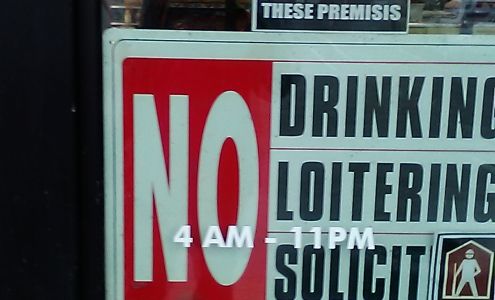 THESE PREMISIS
NO
DRINKING
LOITERING
SOLICIT
4 AM - 11PM